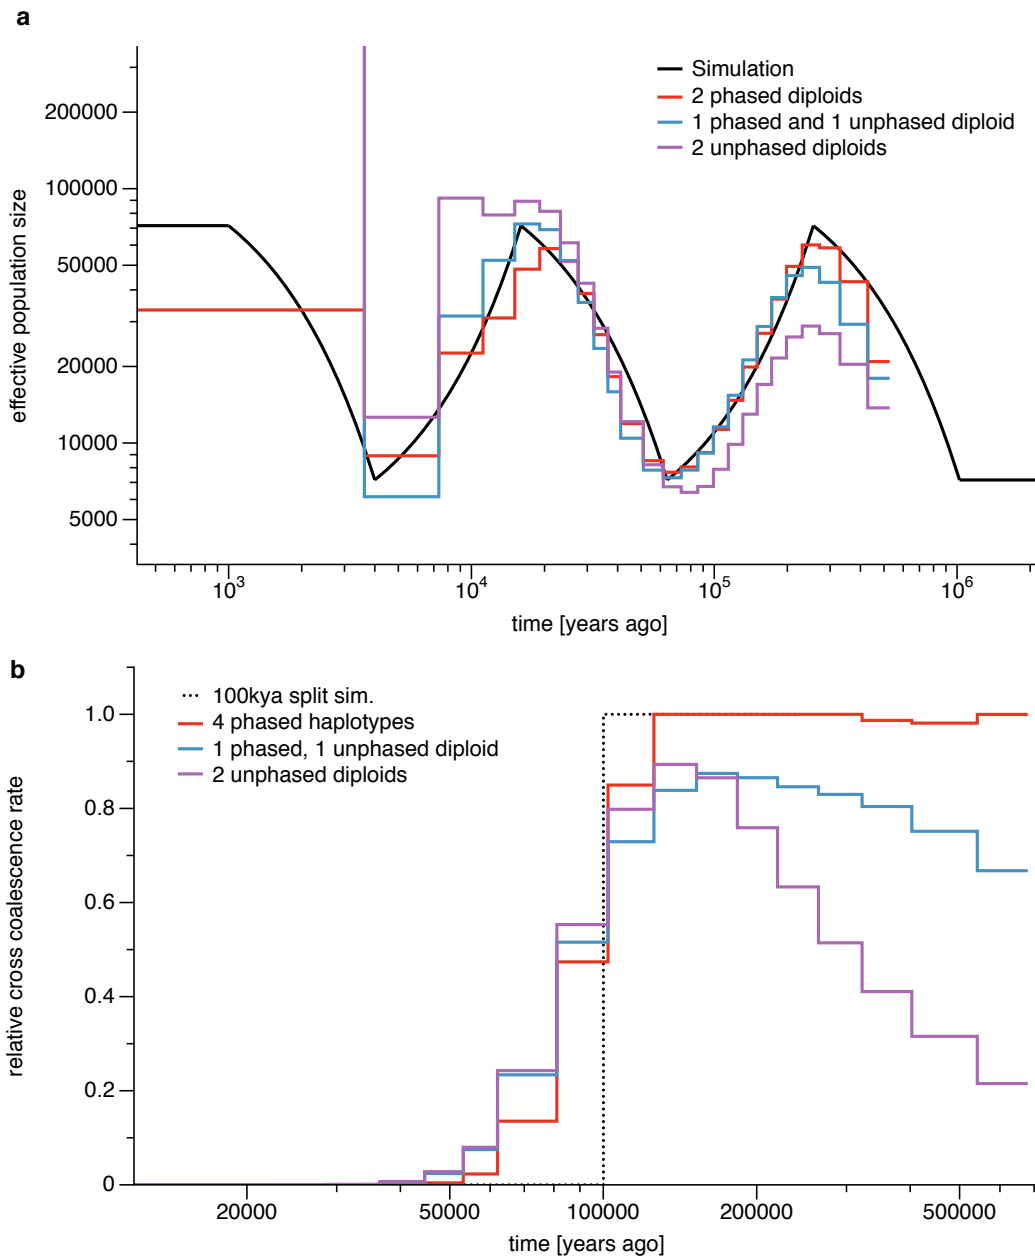 a
Simulation
2 phased diploids
1 phased and 1 unphased diploid
2 unphased diploids
effective population size
200000
100000
50000
20000
10000
5000
10³
10⁴
10⁵
10⁶
time [years ago]
b
100kya split sim.
4 phased haplotypes
1 phased, 1 unphased diploid
2 unphased diploids
relative cross coalescence rate
1.0
0.8
0.6
0.4
0.2
0
20000
50000
100000
200000
500000
time [years ago]